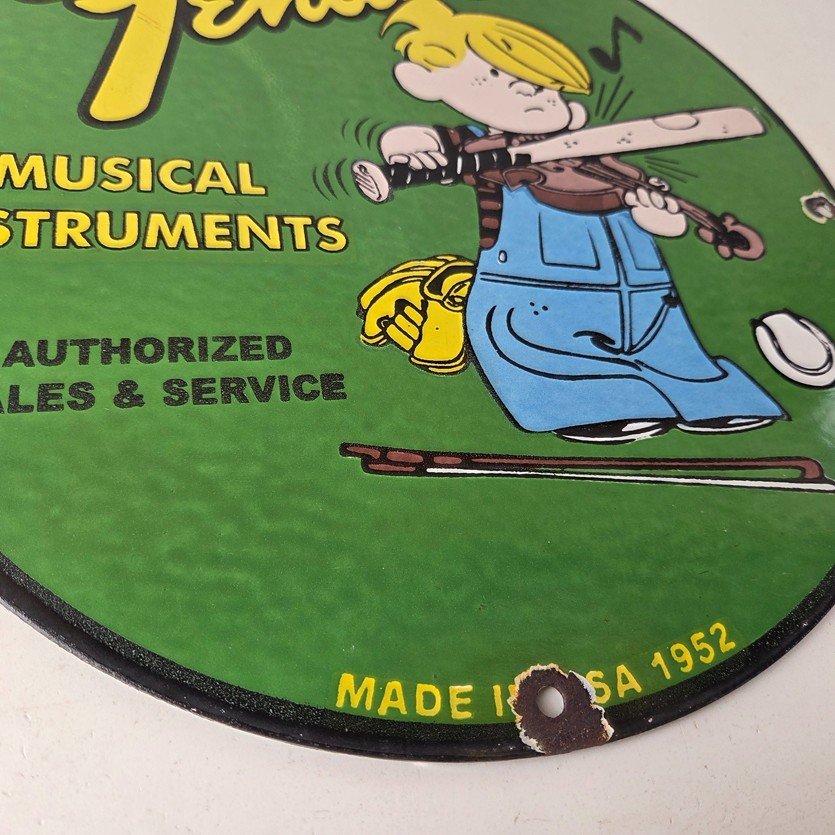 MUSICAL
STRUMENTS
AUTHORIZED
ALES & SERVICE
MADE I SA 1952